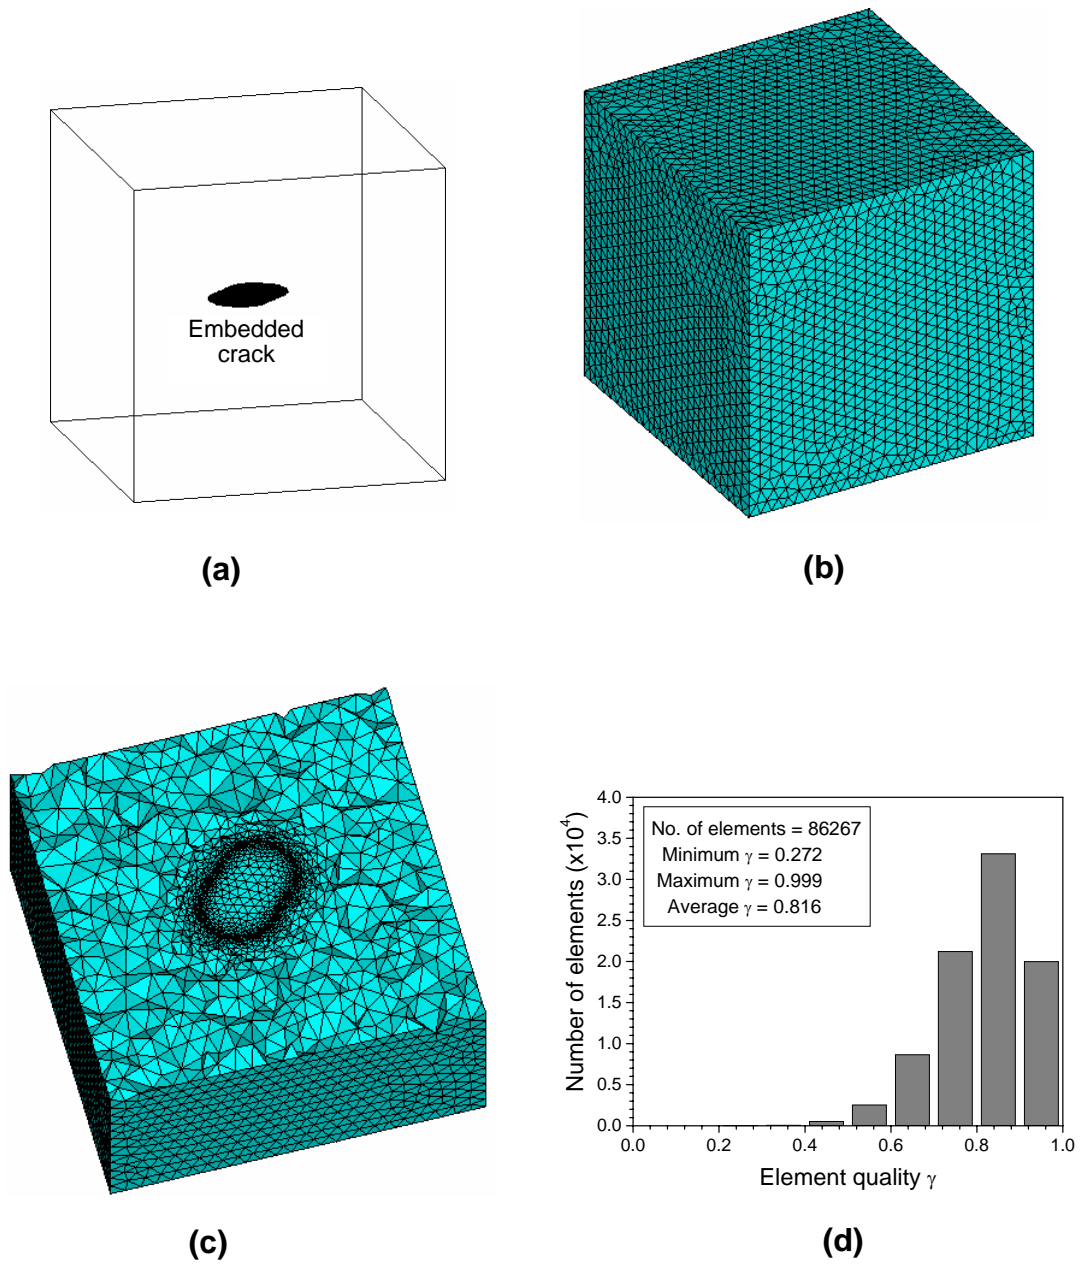 Embedded
crack
(a)
(b)
(c)
4.0
3.0
2.5
2.0
1.5
1.0
0.5
0.0
Number of elements (x10⁴)
No. of elements = 86267
Minimum γ = 0.272
Maximum γ = 0.999
Average γ = 0.816
0.0 0.2 0.4 0.6 0.8 1.0
Element quality γ
(d)